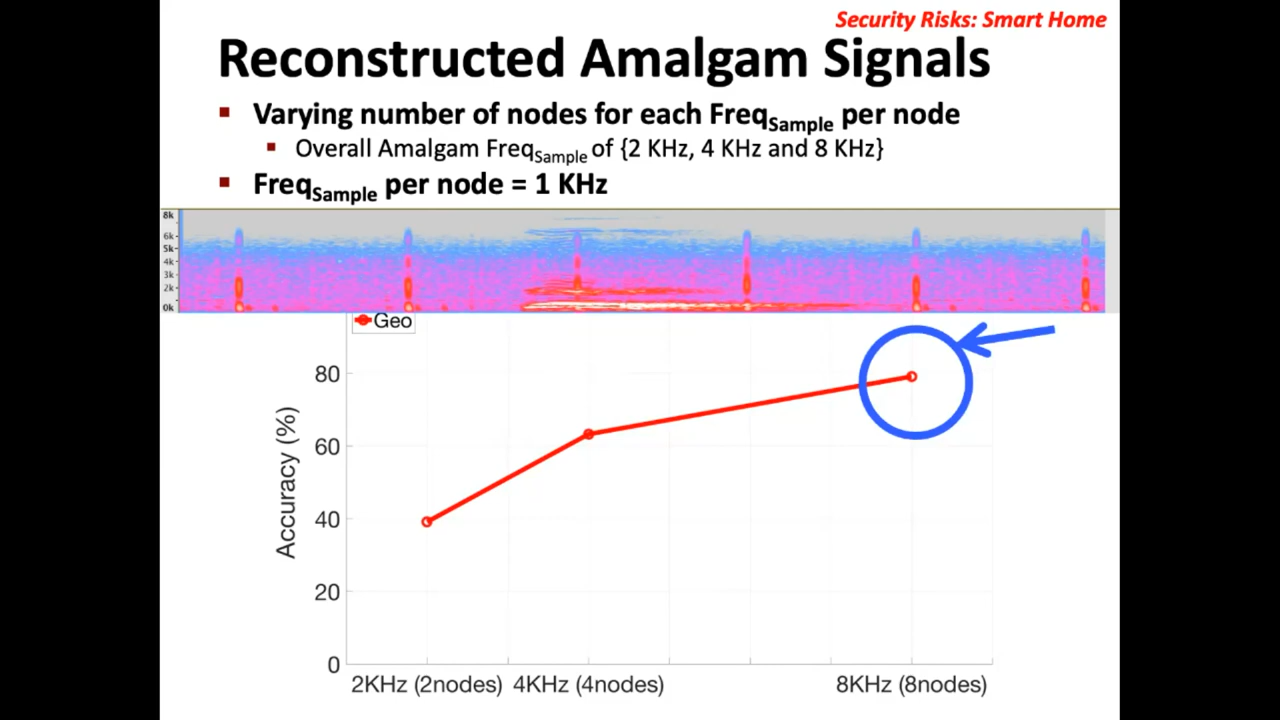 Security Risks: Smart Home
Reconstructed Amalgam Signals
Varying number of nodes for each FreqSample per node
Overall Amalgam FreqSample of {2 KHz, 4 KHz and 8 KHz}
FreqSample per node = 1 KHz
8k
6k
5k
4k
3k
2k
0k
Geo
80
60
40
20
0
Accuracy (%)
2KHz (2nodes) 4KHz (4nodes) 8KHz (8nodes)